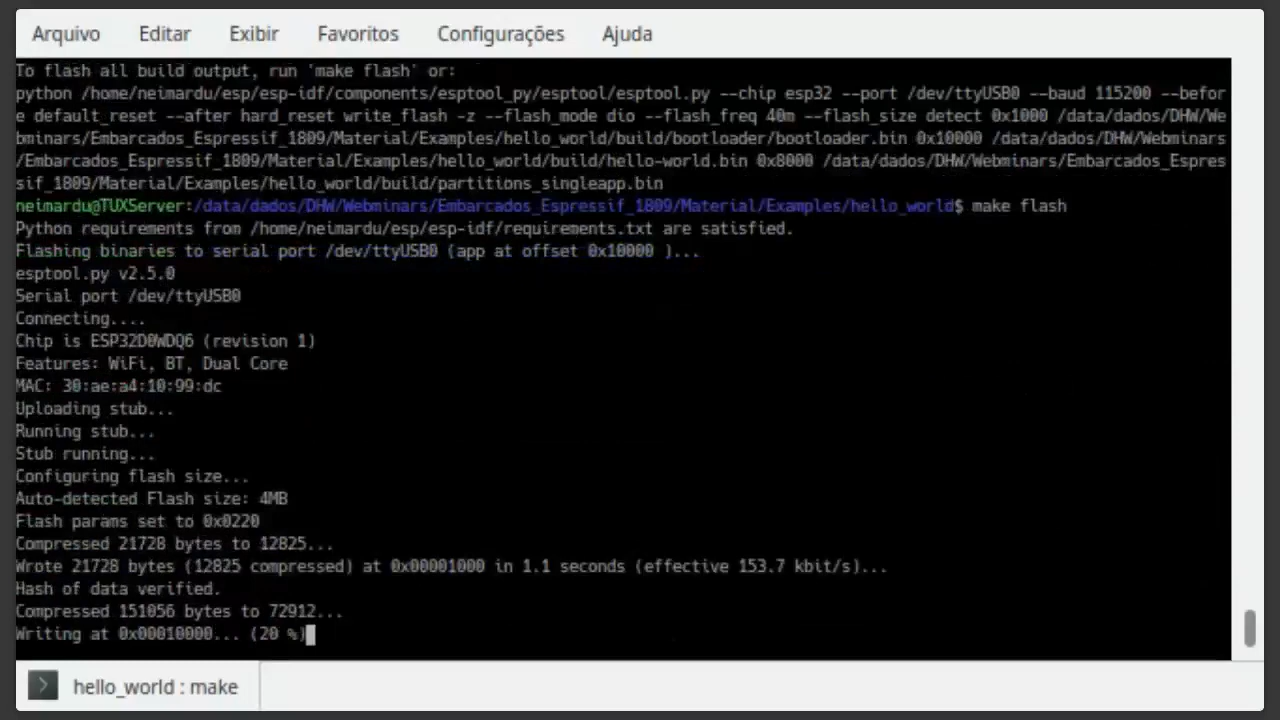 Arquivo Editar Exibir Favoritos Configurações Ajuda
To flash all build output, run 'make flash' or:
python /home/neimardu/esp/esp-idf/components/esptool_py/esptool/esptool.py --chip esp32 --port /dev/ttyUSB0 --baud 115200 --befor
e default_reset --after hard_reset write_flash -z --flash_mode dio --flash_freq 40m --flash_size detect 0x1000 /data/dados/DHW/We
bminars/Embarcados_Espressif_1809/Material/Examples/hello_world/build/bootloader/bootloader.bin 0x10000 /data/dados/DHW/Webminars
/Embarcados_Espressif_1809/Material/Examples/hello_world/build/hello-world.bin 0x8000 /data/dados/DHW/Webminars/Embarcados_Espres
sif_1809/Material/Examples/hello_world/build/partitions_singleapp.bin
neimardu@TUXServer:/data/dados/DHW/Webminars/Embarcados_Espressif_1809/Material/Examples/hello_world$ make flash
Python requirements from /home/neimardu/esp/esp-idf/requirements.txt are satisfied.
Flashing binaries to serial port /dev/ttyUSB0 (app at offset 0x10000 )...
esptool.py v2.5.0
Serial port /dev/ttyUSB0
Connecting....
Chip is ESP32D0WDQ6 (revision 1)
Features: WiFi, BT, Dual Core
MAC: 30:ae:a4:10:99:dc
Uploading stub...
Running stub...
Stub running...
Configuring flash size...
Auto-detected Flash size: 4MB
Flash params set to 0x0220
Compressed 21728 bytes to 12825...
Wrote 21728 bytes (12825 compressed) at 0x00001000 in 1.1 seconds (effective 153.7 kbit/s)...
Hash of data verified.
Compressed 151056 bytes to 72912...
Writing at 0x00010000... (20 %)
hello_world : make